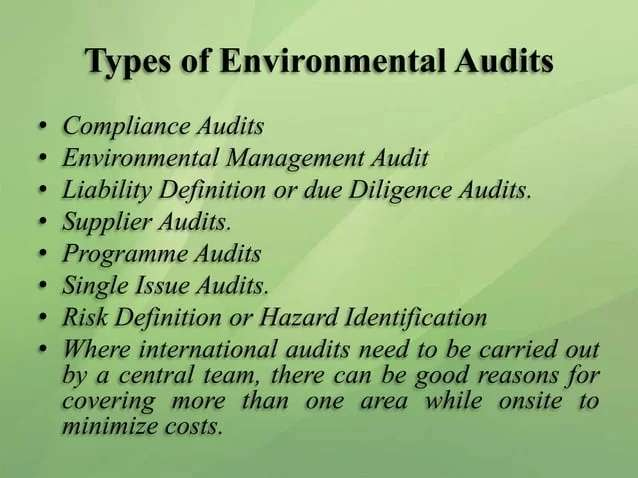 Types of Environmental Audits
• Compliance Audits
• Environmental Management Audit
• Liability Definition or due Diligence Audits.
• Supplier Audits.
• Programme Audits
• Single Issue Audits.
• Risk Definition or Hazard Identification
• Where international audits need to be carried out
by a central team, there can be good reasons for
covering more than one area while onsite to
minimize costs.